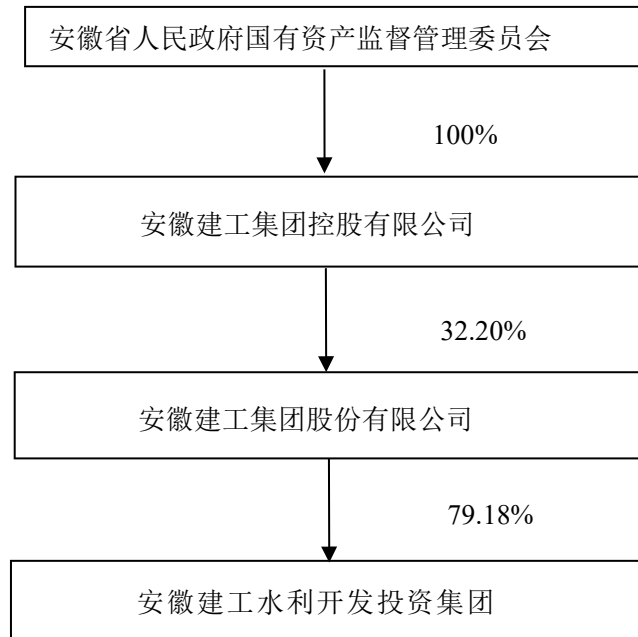 安徽省人民政府国有资产监督管理委员会
100%
安徽建工集团控股有限公司
32.20%
安徽建工集团股份有限公司
79.18%
安徽建工水利开发投资集团